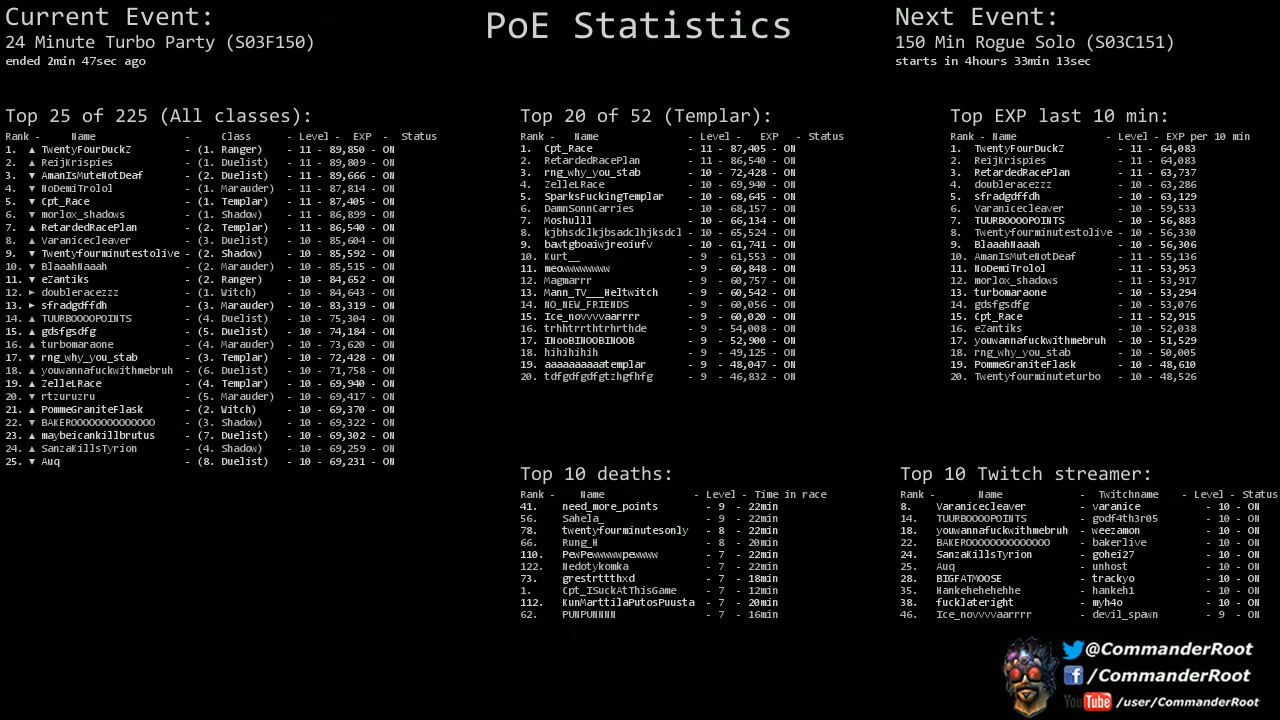 Current Event:
24 Minute Turbo Party (S03F150)
ended 2min 47sec ago
PoE Statistics
Next Event:
150 Min Rogue Solo (S03C151)
starts in 4hours 33min 13sec
Top 25 of 225 (All classes):
Rank - Name - Class - Level - EXP - Status
1. ▲ TwentyFourDuckZ - (1. Ranger) - 11 - 89,850 - ON
2. ▲ ReijKrispies - (1. Duelist) - 11 - 89,809 - ON
3. ▼ AmanIsMuteNotDeaf - (2. Duelist) - 11 - 89,666 - ON
4. ▼ NoDemiTrolol - (1. Marauder) - 11 - 87,814 - ON
5. ▼ Cpt_Race - (1. Templar) - 11 - 87,405 - ON
6. ▼ morlox_shadows - (1. Shadow) - 11 - 86,899 - ON
7. ▲ RetardedRacePlan - (2. Templar) - 11 - 86,540 - ON
8. ▲ Varanicecleaver - (3. Duelist) - 11 - 85,604 - ON
9. ▼ Twentyfourminutestolive - (2. Shadow) - 11 - 85,592 - ON
10. ▼ BlaaahNaaah - (2. Marauder) - 11 - 85,515 - ON
11. ▼ eZantiks - (2. Ranger) - 11 - 84,652 - ON
12. ► doubleracezzz - (1. Witch) - 11 - 84,643 - ON
13. ► sfradgdffdh - (3. Marauder) - 11 - 83,319 - ON
14. ▲ TUURBOOOOPOINTS - (4. Duelist) - 10 - 75,304 - ON
15. ▲ gdsfgsdfg - (5. Duelist) - 10 - 74,184 - ON
16. ▲ turbomaraone - (4. Marauder) - 10 - 73,620 - ON
17. ▼ rng_why_you_stab - (3. Templar) - 10 - 72,428 - ON
18. ▲ youwannafuckwithmebruh - (6. Duelist) - 10 - 71,758 - ON
19. ▲ ZelleLRace - (4. Templar) - 10 - 69,940 - ON
20. ▼ rtzuruzru - (5. Marauder) - 10 - 69,417 - ON
21. ▲ PommeGraniteFlask - (2. Witch) - 10 - 69,370 - ON
22. ▼ BAKEROOOOOOOOOOOOOO - (3. Shadow) - 10 - 69,322 - ON
23. ▲ maybeicankillbrutus - (7. Duelist) - 10 - 69,302 - ON
24. ▲ SanzaKillsTyrion - (4. Shadow) - 10 - 69,259 - ON
25. ▼ Auq - (8. Duelist) - 10 - 69,231 - ON
Top 20 of 52 (Templar):
Rank - Name - Level - EXP - Status
1. Cpt_Race - 11 - 87,405 - ON
2. RetardedRacePlan - 11 - 86,540 - ON
3. rng_why_you_stab - 10 - 72,428 - ON
4. ZelleLRace - 10 - 69,940 - ON
5. SparksFuckingTemplar - 10 - 68,645 - ON
6. DamnSonnCarries - 10 - 68,157 - ON
7. Moshulll - 10 - 66,134 - ON
8. kjbhsdclkjbsadclhjksdcl - 10 - 65,524 - ON
9. bavtgboaiwjreoiufv - 10 - 61,741 - ON
10. Kurt__ - 9 - 61,553 - ON
11. meowwwwwwww - 9 - 60,848 - ON
12. Magmarrr - 9 - 60,757 - ON
13. Mann_TV___Heltwitch - 9 - 60,542 - ON
14. NO_NEW_FRIENDS - 9 - 60,056 - ON
15. Ice_novvvvaarrrr - 9 - 60,020 - ON
16. trhhtrrthtrhrthde - 9 - 54,008 - ON
17. INooBINOOBINOOB - 9 - 52,900 - ON
18. hihihihihih - 9 - 49,125 - ON
19. aaaaaaaaaatemplar - 9 - 48,047 - ON
20. tdfgdfgdfgtzhgfhfg - 9 - 46,832 - ON
Top EXP last 10 min:
Rank - Name - Level - EXP per 10 min
1. TwentyFourDuckZ - 11 - 64,083
2. ReijKrispies - 11 - 64,083
3. RetardedRacePlan - 11 - 63,737
4. doubleracezzz - 11 - 63,286
5. sfradgdffdh - 11 - 63,129
6. Varanicecleaver - 11 - 59,533
7. TUURBOOOOPOINTS - 10 - 56,883
8. Twentyfourminutestolive - 11 - 56,330
9. BlaaahNaaah - 11 - 56,306
10. AmanIsMuteNotDeaf - 11 - 55,136
11. NoDemiTrolol - 11 - 53,953
12. morlox_shadows - 11 - 53,917
13. turbomaraone - 10 - 53,294
14. gdsfgsdfg - 10 - 53,076
15. Cpt_Race - 11 - 52,915
16. eZantiks - 11 - 52,038
17. youwannafuckwithmebruh - 10 - 51,529
18. rng_why_you_stab - 10 - 50,005
19. PommeGraniteFlask - 10 - 48,610
20. Twentyfourminuteturbo - 10 - 48,526
Top 10 deaths:
Rank - Name - Level - Time in race
41. need_more_points - 9 - 22min
56. Sahela_ - 9 - 22min
78. twentyfourminutesonly - 8 - 22min
66. Rung_H - 8 - 20min
110. PewPewwwwwpewwww - 7 - 22min
122. Nedotykomka - 7 - 22min
73. grestrttthxd - 7 - 18min
1. Cpt_ISuckAtThisGame - 7 - 12min
112. KunMarttilaPutosPuusta - 7 - 20min
62. PUNPUNNNN - 7 - 16min
Top 10 Twitch streamer:
Rank - Name - Twitchname - Level - Status
8. Varanicecleaver - varanice - 10 - ON
14. TUURBOOOOPOINTS - godf4th3r05 - 10 - ON
18. youwannafuckwithmebruh - weezamon - 10 - ON
22. BAKEROOOOOOOOOOOOOO - bakerlive - 10 - ON
24. SanzaKillsTyrion - gohei27 - 10 - ON
25. Auq - unhost - 10 - ON
28. BIGFATMOOSE - trackyo - 10 - ON
35. Hankehehehehhe - hankeh1 - 10 - ON
38. fucklateright - myh4o - 10 - ON
46. Ice_novvvvaarrrr - devil_spawn - 9 - ON
@CommanderRoot
f /CommanderRoot
YouTube /user/CommanderRoot